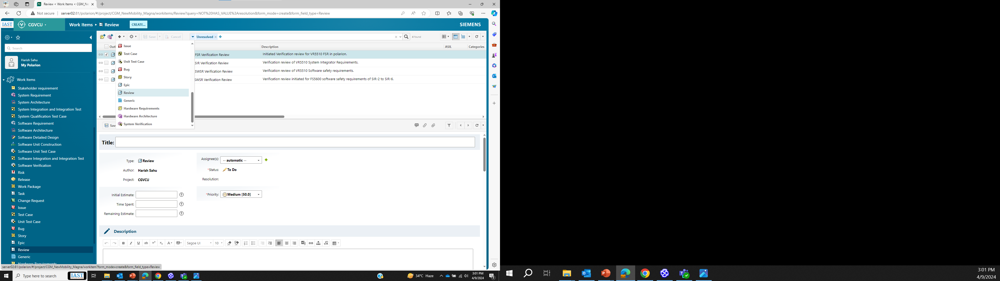 Review < Work Items < CGM_Ne
Not secure | server02:81/polarion/#/project/CGM_NewMobility_Magna/workitems/Review?query=NOT%20HAS_VALUE%3Aresolution&form_mode=create&form_field_type=Review
IAST CGVCU Work Items Review CREATE... SIEMENS
Save Cancel Unresolved 4 found
Search
Harish Sahu
My Polarion
Work Items
Stakeholder requirement
System Requirement
System Architecture
System Integration and Integration Test
System Qualification Test Case
Software Requirement
Software Architecture
Software Detailed Design
Software Unit Construction
Software Unit Test Case
Software Integration and Integration Test
Software Verification
Risk
Release
Work Package
Task
Change Request
Issue
Test Case
Unit Test Case
Bug
Story
Epic
Review
Generic
Hardware Requirements
server02:81/polarion/#/project/CGM_NewMobility_Magna/workitem?form_mode=create&form_field_type=Review
Issue
Test Case
Unit Test Case
Bug
Story
Epic
Review
Generic
Hardware Requirements
Hardware Architecture
System Verification
Outl Description ASIL Categories
FSR Verification Review Initiated Verification review for VR5510 FSR in polarion.
SIR Verification Review Verification review of VR5510 System Integrator Requirements.
SWSR Verification Review Verification review of VR5510 Software safety requirements.
SWSR Verification Review Verification review initiated for FS5600 software safety requirements of SIR-2 to SIR-6.
Save
Title:
Type: Review
Author: Harish Sahu
Project: CGVCU
Assignee(s): -- automatic --
*Status: To Do
Resolution:
Initial Estimate:
Time Spent:
Remaining Estimate:
*Priority: Medium [50.0]
Description
Segoe UI 10
Type here to search IAST
34°C Haze
3:01 PM
4/9/2024
5
3:01 PM
4/9/2024